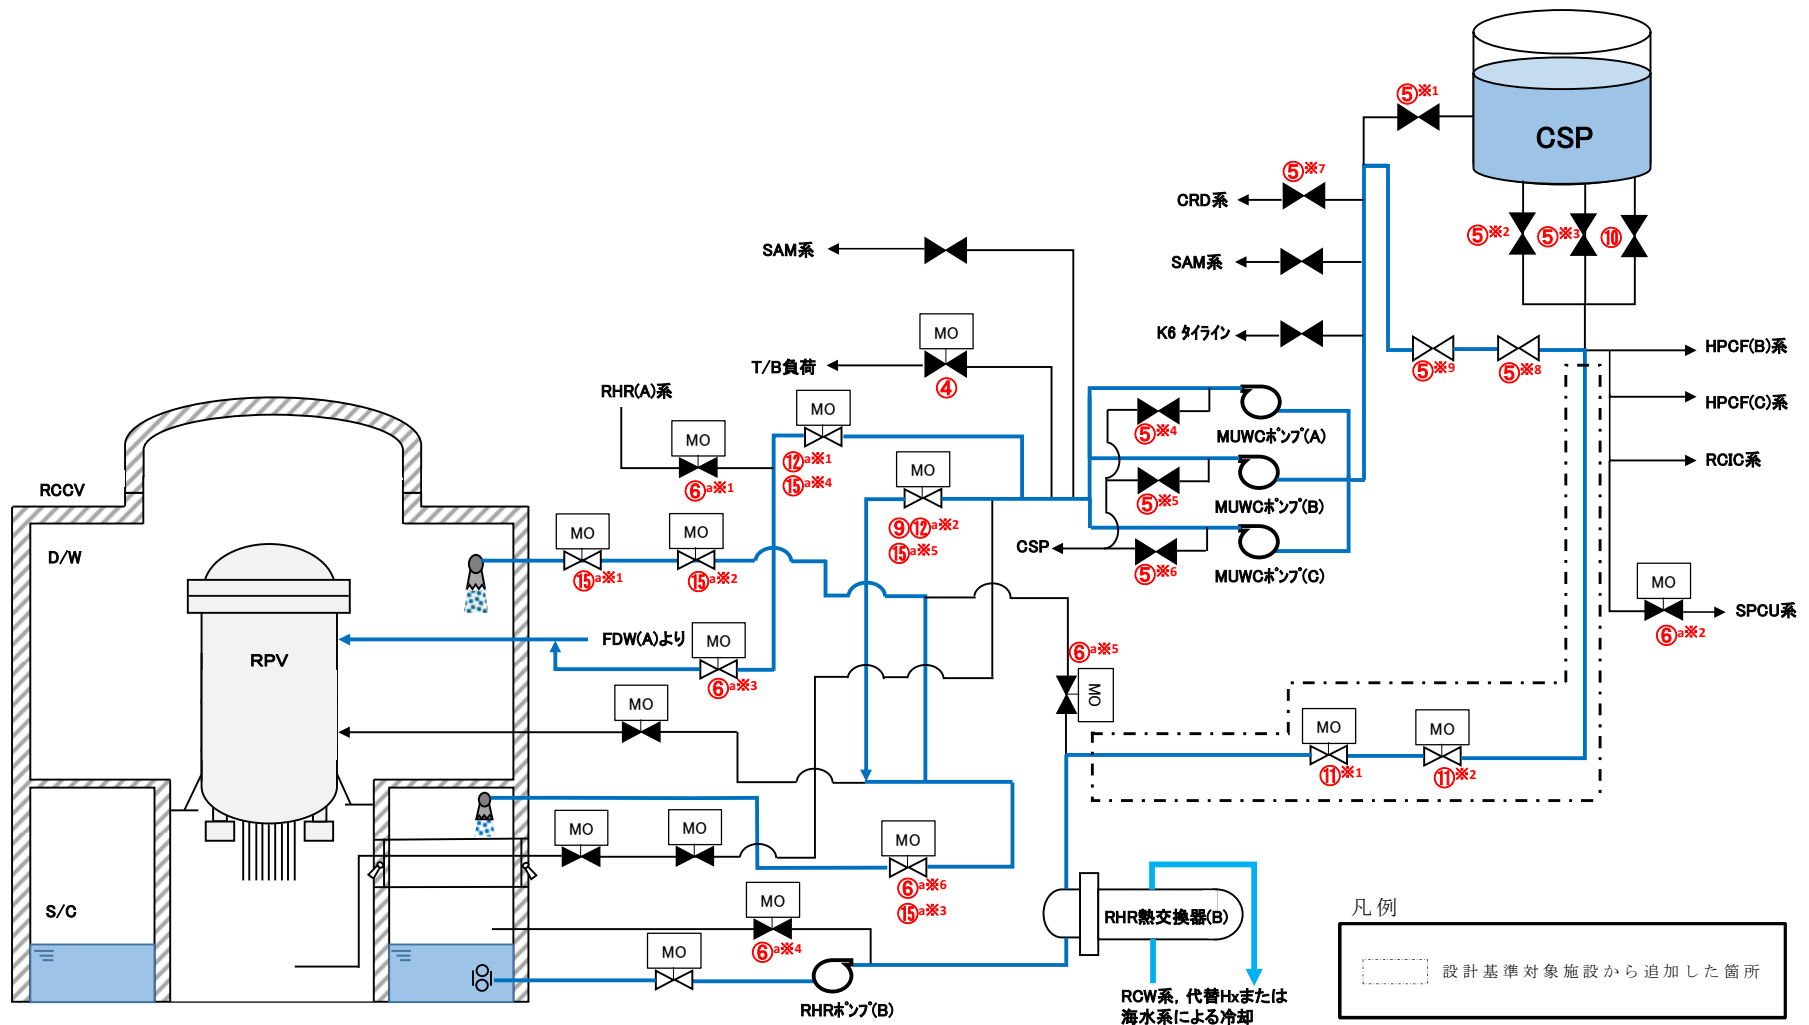 ⑤※1
CSP
⑤※7
CRD系
SAM系
SAM系
⑤※2
⑤※3
⑩
K6 タイライン
MO
④
T/B負荷
⑤※9
⑤※8
HPCF(B)系
RHR(A)系
MO
⑫a※1
⑮a※4
MO
⑥a※1
⑤※4
MUWCポンプ(A)
HPCF(C)系
RCCV
MO
⑨⑫a※2
⑮a※5
⑤※5
MUWCポンプ(B)
RCIC系
D/W
MO
⑮a※1
MO
⑮a※2
CSP
⑤※6
MUWCポンプ(C)
MO
SPCU系
⑥a※2
FDW(A)より
MO
⑥a※3
⑥a※5
MO
RPV
MO
MO
⑪※1
MO
⑪※2
MO
MO
MO
⑥a※6
⑮a※3
S/C
MO
⑥a※4
MO
RHRポンプ(B)
RHR熱交換器(B)
RCW系，代替Hxまたは
海水系による冷却
凡例
設計基準対象施設から追加した箇所